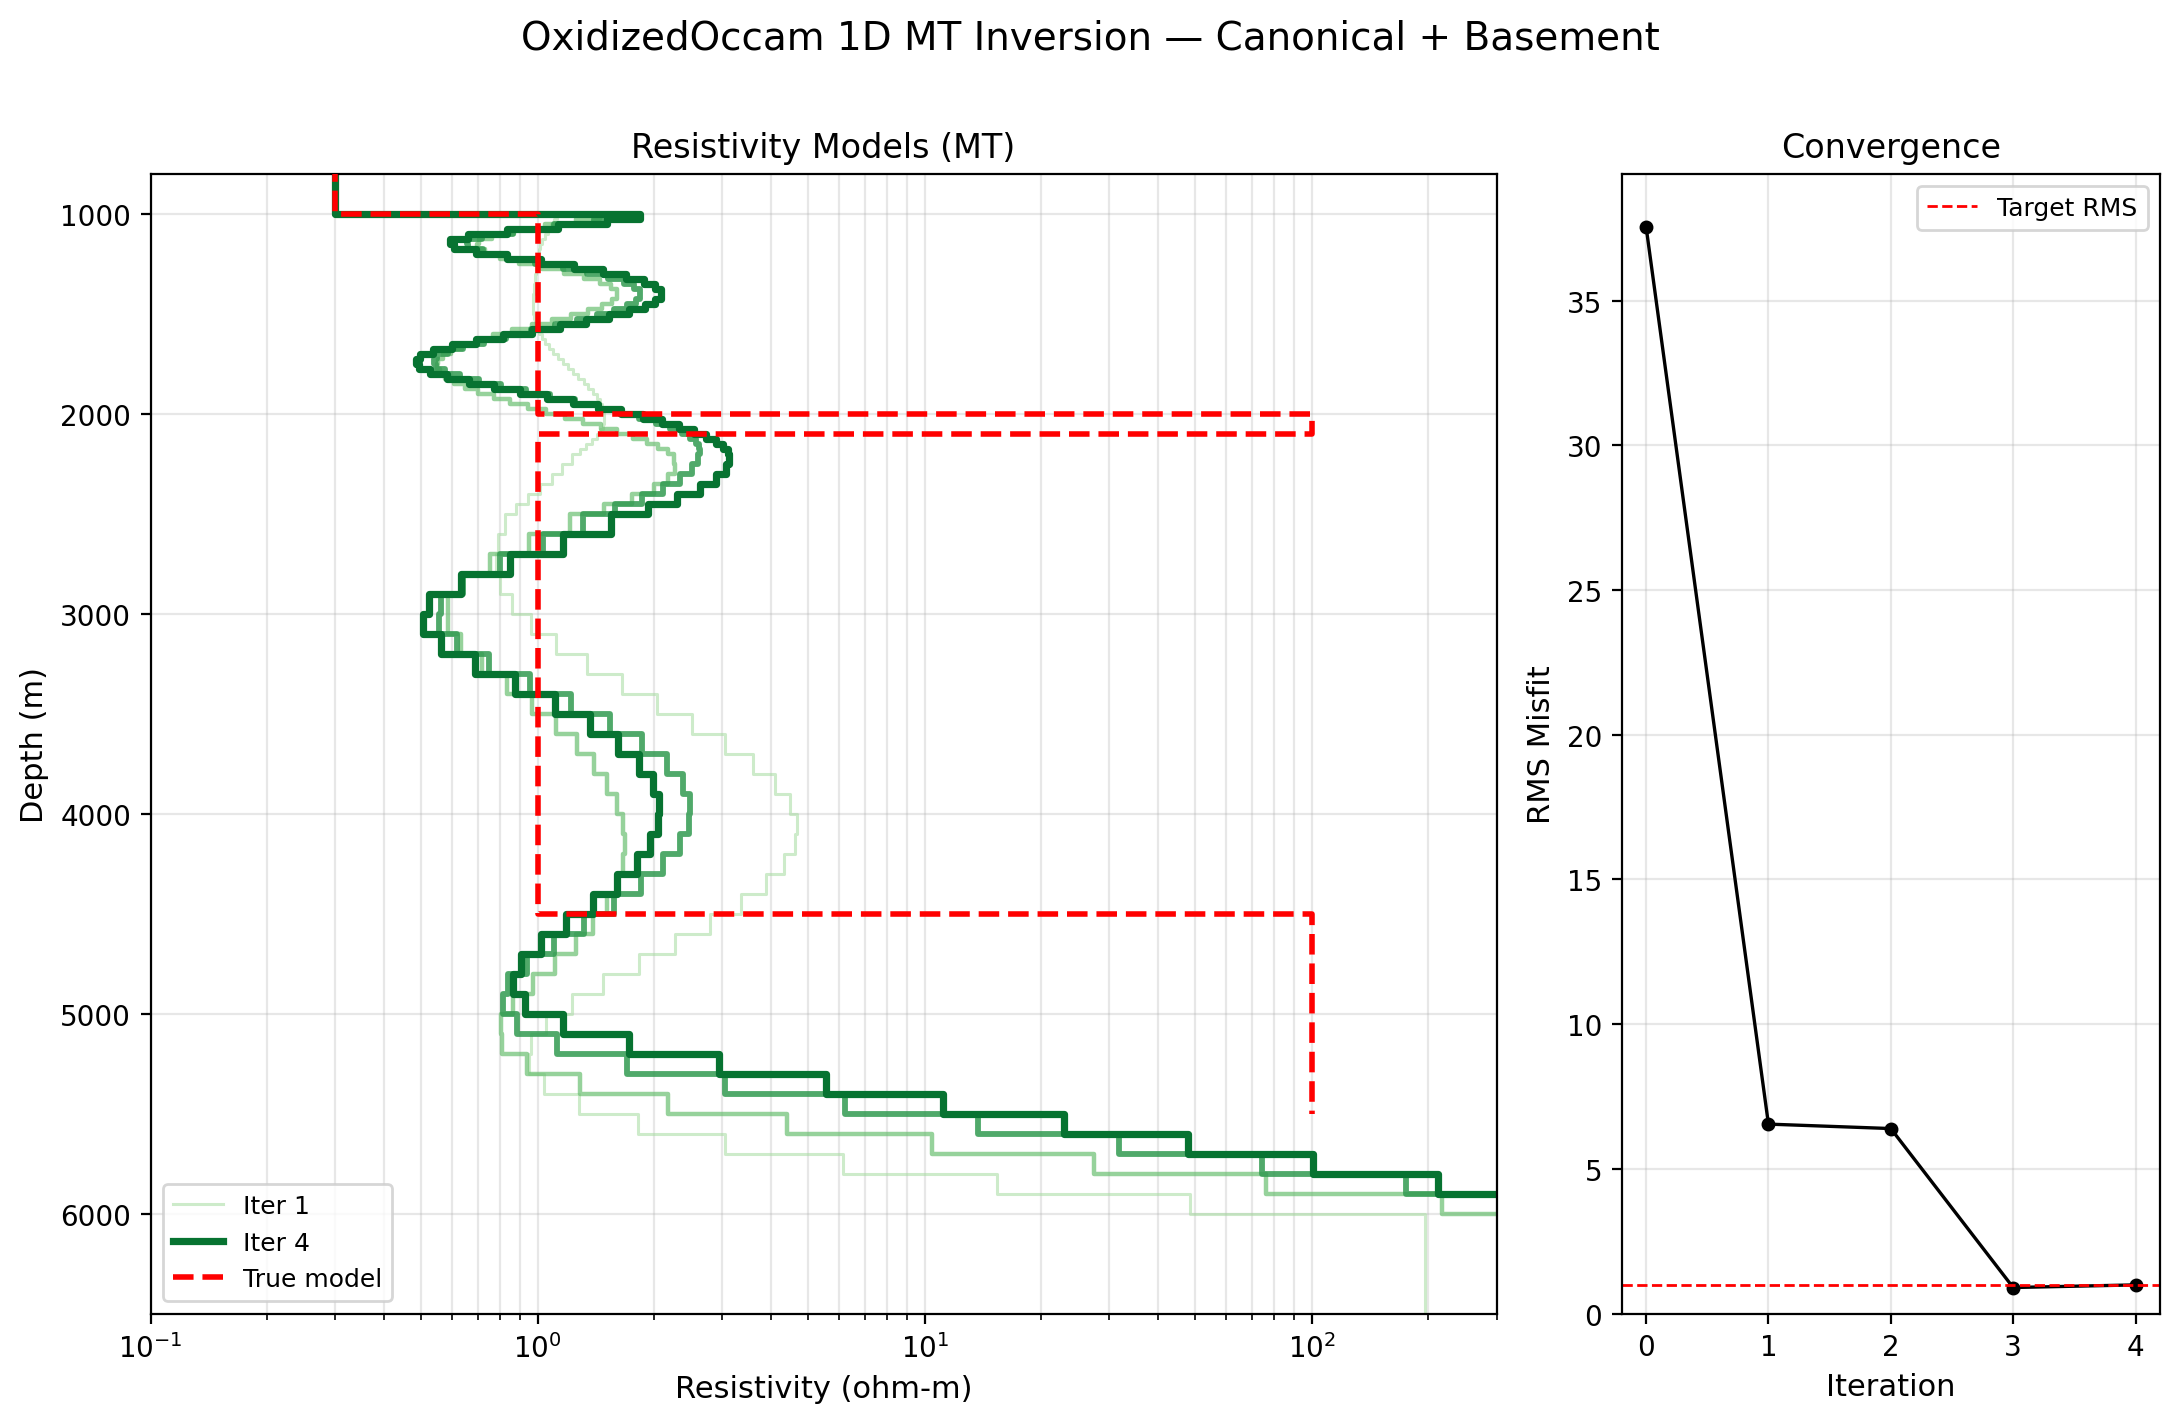 OxidizedOccam 1D MT Inversion — Canonical + Basement
Resistivity Models (MT)
Depth (m)
1000
2000
3000
4000
5000
6000
Iter 1
Iter 4
True model
10⁻¹
10⁰
10¹
10²
Resistivity (ohm-m)
Convergence
Target RMS
RMS Misfit
35
30
25
20
15
10
5
0
0 1 2 3 4
Iteration